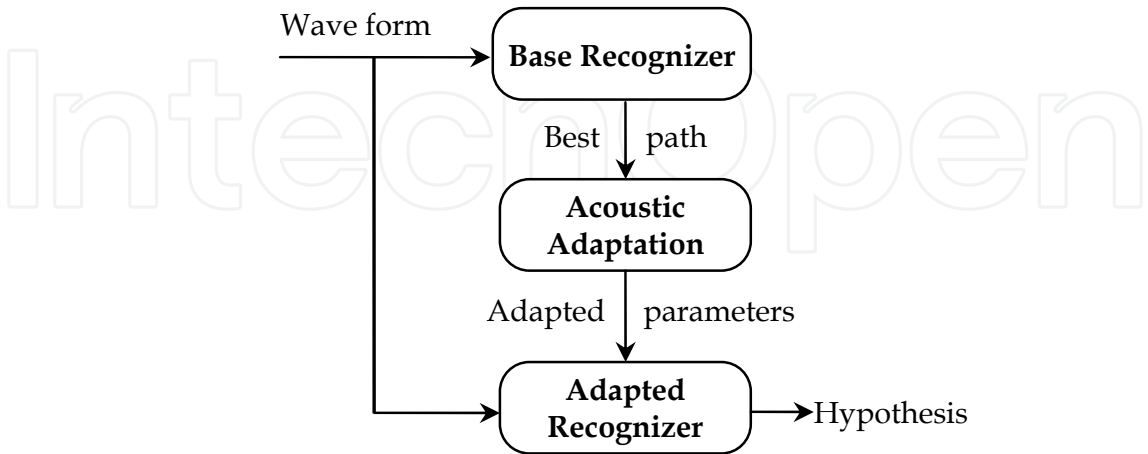 Wave form
Base Recognizer
Best path
Acoustic
Adaptation
Adapted parameters
Adapted
Recognizer
Hypothesis
IntechOpen